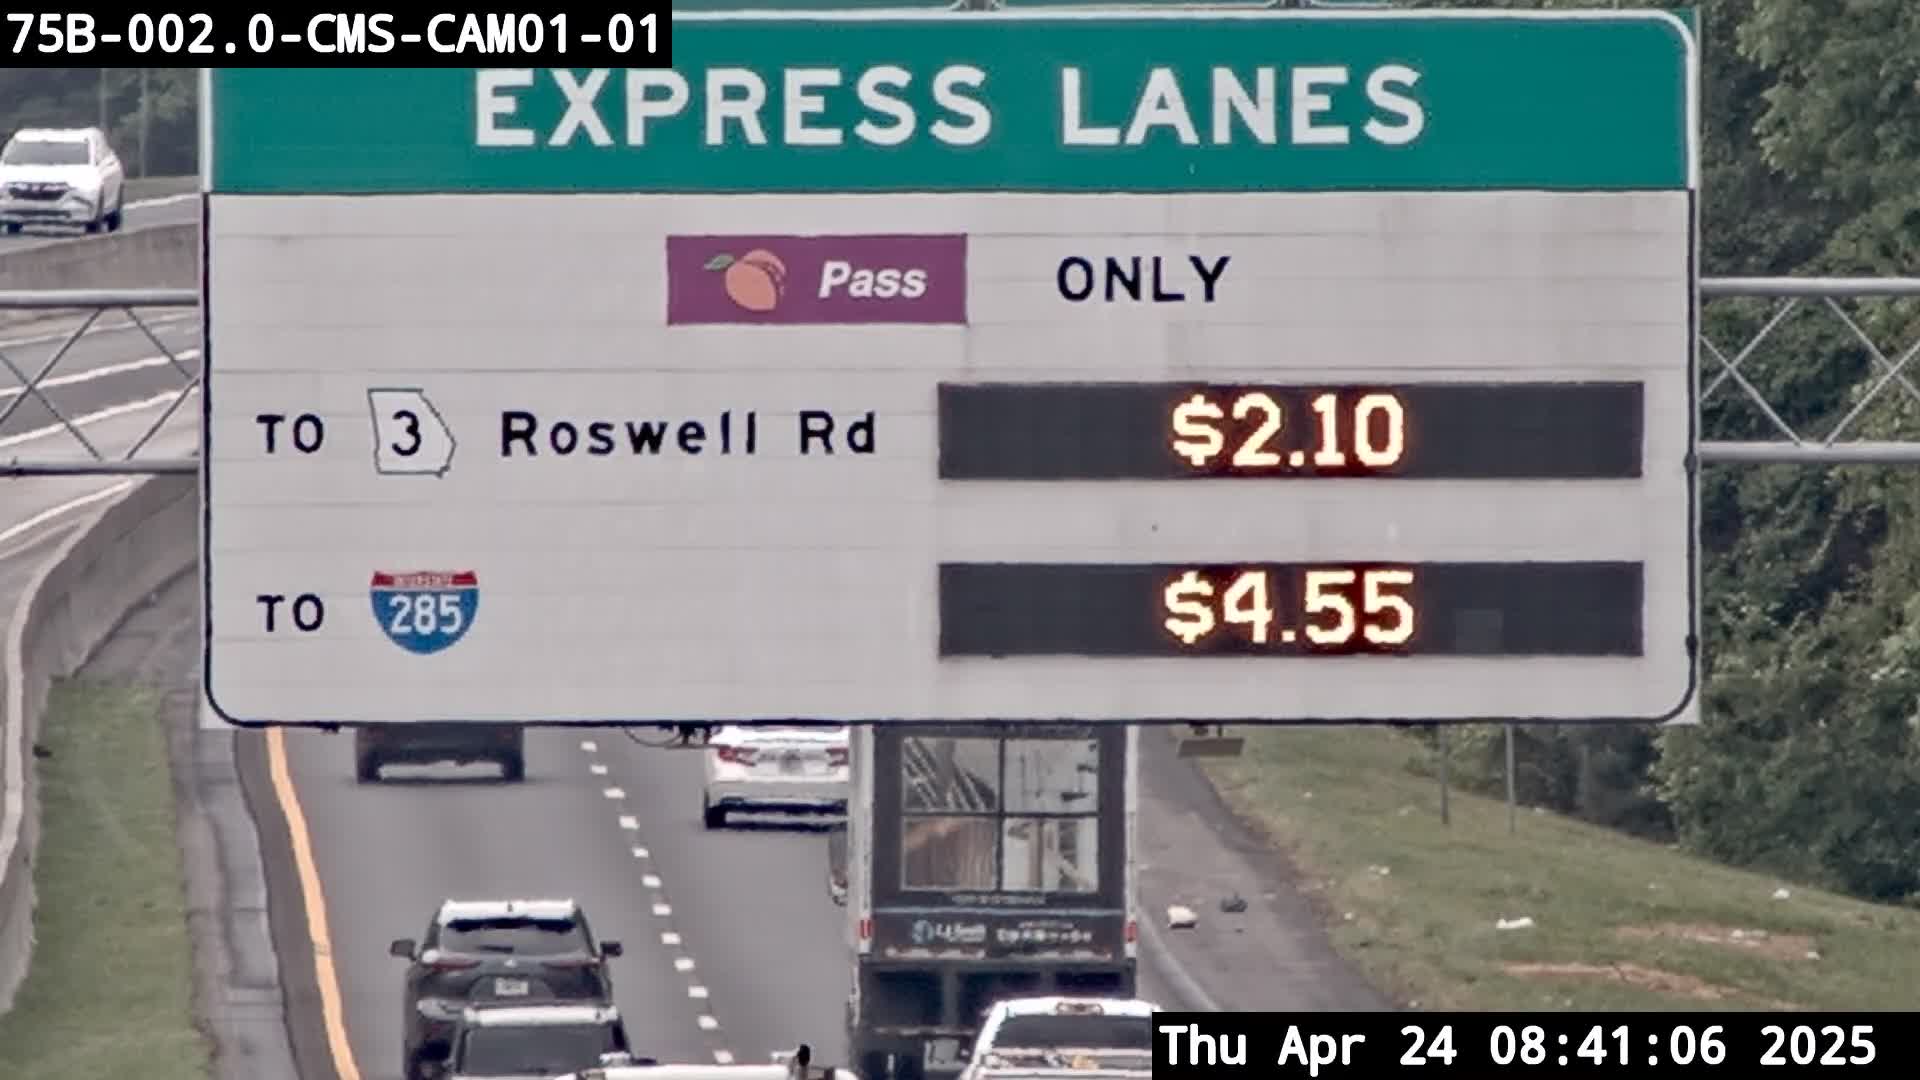 75B-002.0-CMS-CAM01-01
EXPRESS LANES
Pass ONLY
TO 3 Roswell Rd $2.10
TO INTERSTATE 285 $4.55
Thu Apr 24 08:41:06 2025